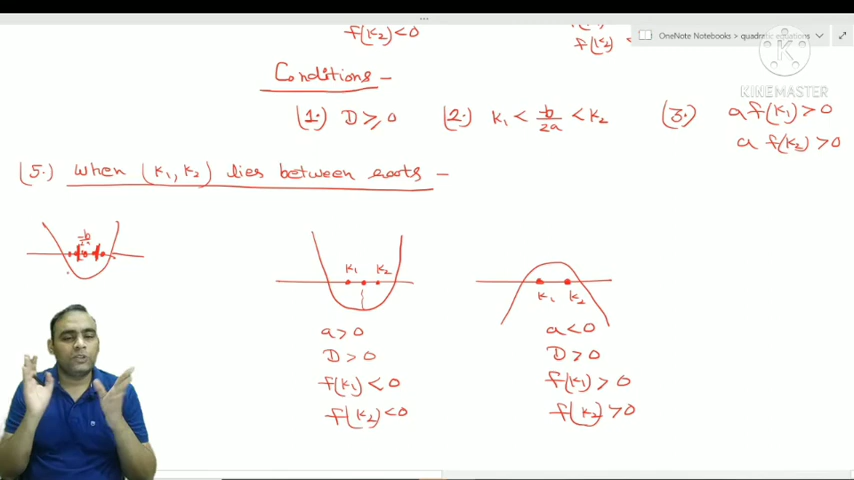 f(k₂)<0
f(k₂) <
OneNote Notebooks > quadratic equations
KINEMASTER
Conditions -
(1.) D ≥ 0 (2.) k₁ < -b/2a < k₂ (3.) a f(k₁) > 0
a f(k₂) > 0
(5.) When (k₁, k₂) lies between roots -
-b/2a
k₁ k₂
k₁ k₂
a > 0
D > 0
f(k₁) < 0
f(k₂) < 0
a < 0
D > 0
f(k₁) > 0
f(k₂) > 0